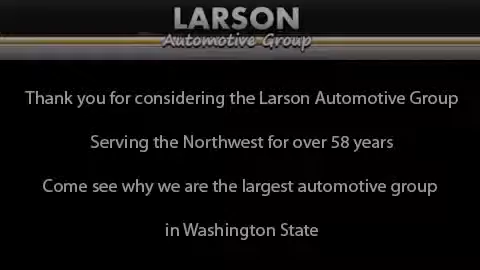 LARSON
Automotive Group
Thank you for considering the Larson Automotive Group
Serving the Northwest for over 58 years
Come see why we are the largest automotive group
in Washington State